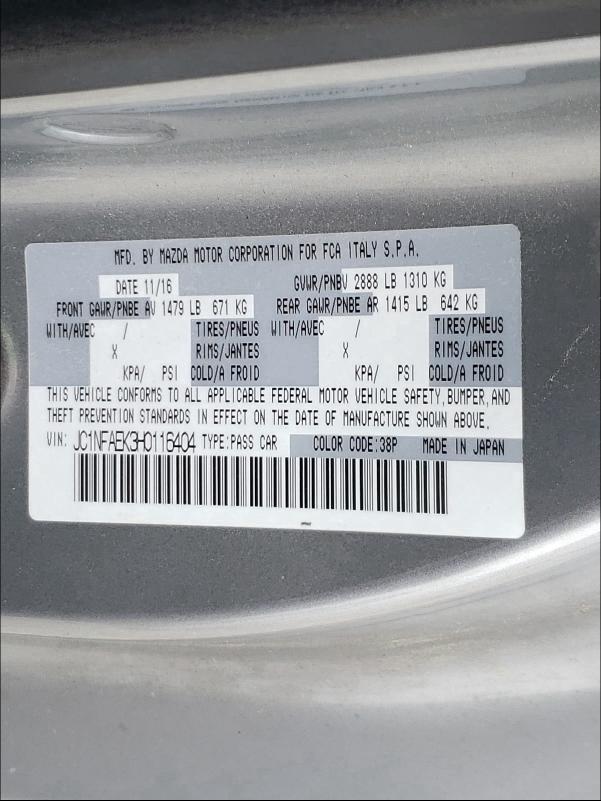 MFD. BY MAZDA MOTOR CORPORATION FOR FCA ITALY S.P.A.
DATE 11/16 GVWR/PNBV 2888 LB 1310 KG
FRONT GAWR/PNBE AV 1479 LB 671 KG REAR GAWR/PNBE AR 1415 LB 642 KG
WITH/AVEC / TIRES/PNEUS WITH/AVEC / TIRES/PNEUS
X RIMS/JANTES X RIMS/JANTES
KPA/ PSI COLD/A FROID KPA/ PSI COLD/A FROID
THIS VEHICLE CONFORMS TO ALL APPLICABLE FEDERAL MOTOR VEHICLE SAFETY, BUMPER, AND
THEFT PREVENTION STANDARDS IN EFFECT ON THE DATE OF MANUFACTURE SHOWN ABOVE.
VIN: JC1NFAEK3H0116404 TYPE:PASS CAR COLOR CODE:38P MADE IN JAPAN